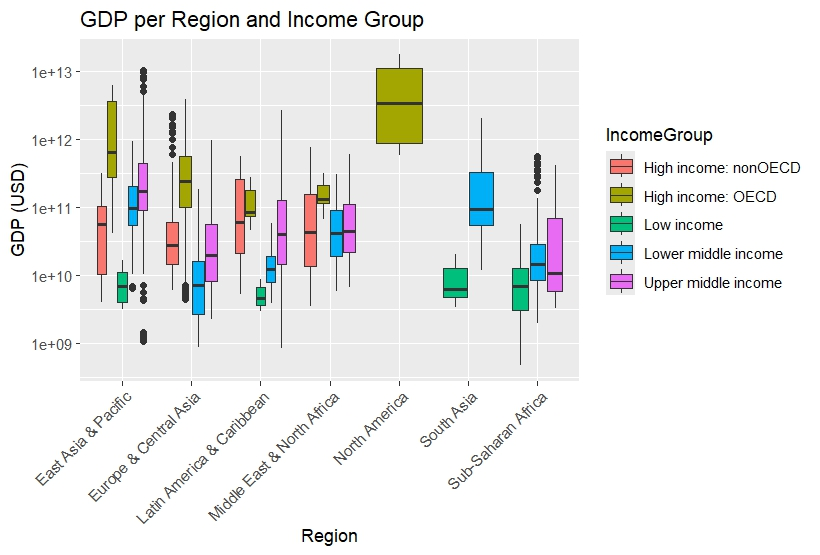 GDP per Region and Income Group
GDP (USD)
1e+13
1e+12
1e+11
1e+10
1e+09
East Asia & Pacific
Europe & Central Asia
Latin America & Caribbean
Middle East & North Africa
North America
South Asia
Sub-Saharan Africa
Region
IncomeGroup
High income: nonOECD
High income: OECD
Low income
Lower middle income
Upper middle income